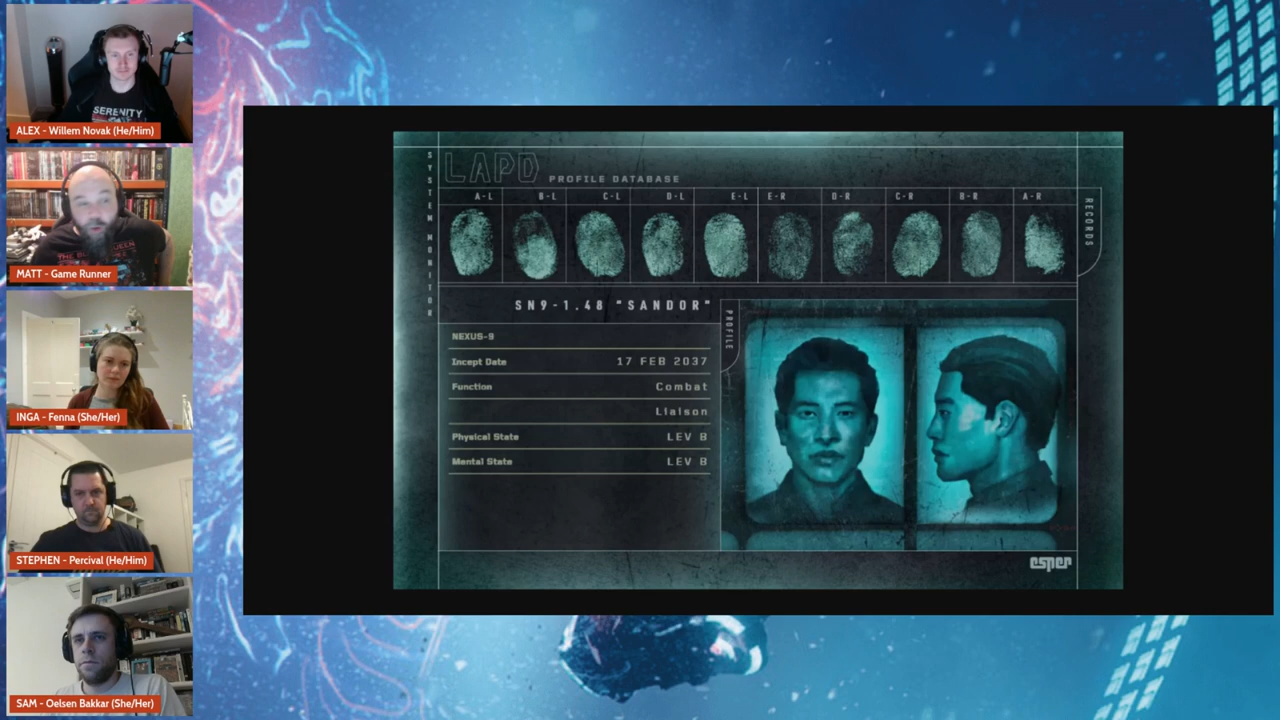 SERENITY
ALEX - Willem Novak (He/Him)
MATT - Game Runner
INGA - Fenna (She/Her)
STEPHEN - Percival (He/Him)
SAM - Oelsen Bakkar (She/Her)
SYSTEM MONITOR
LAPD PROFILE DATABASE
A-L B-L C-L D-L E-L E-R D-R C-R B-R A-R
RECORDS
SN9-1.48 "SANDOR"
PROFILE
NEXUS-9
Incept Date 17 FEB 2037
Function Combat
Liaison
Physical State LEV B
Mental State LEV B
esper